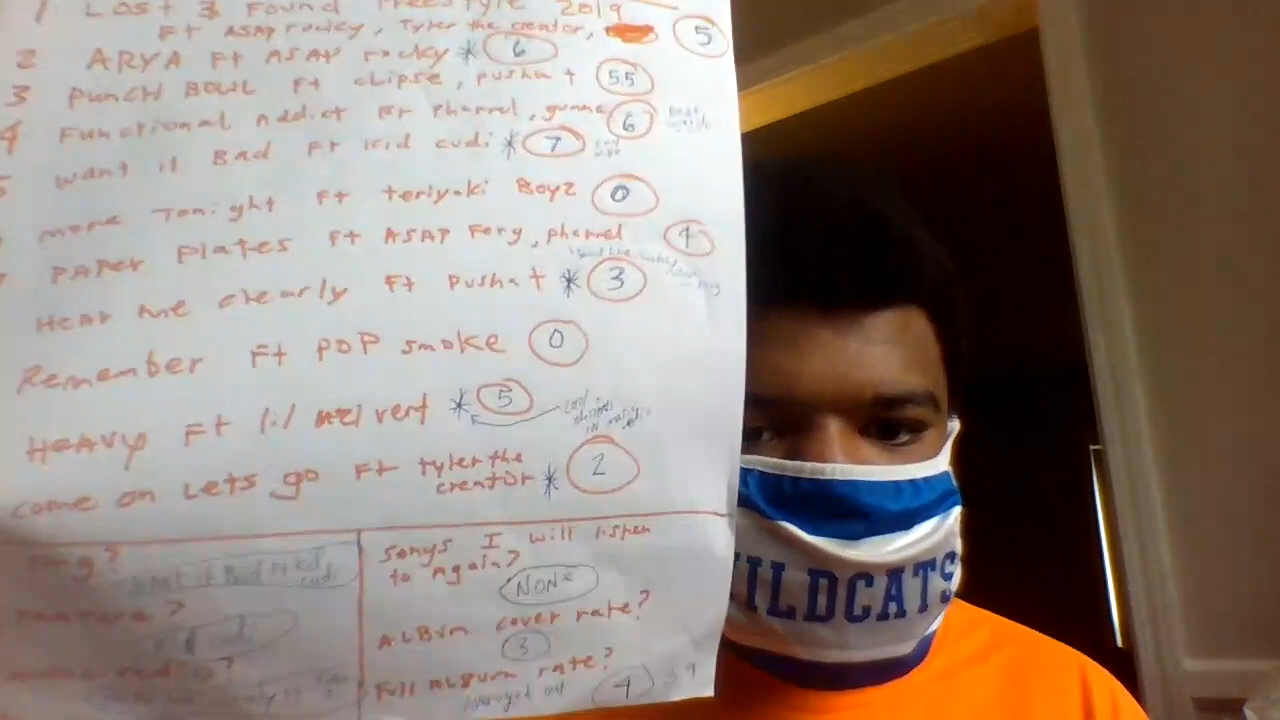 1 LOST & Found Freestyle 2019
Ft ASAP rocky, Tyler the creator, 5
2 ARYA Ft ASAP rocky * 6
3 PUNCH BOWL Ft clipse, pusha t 5.5
4 Functional Addict Ft Pharrel, gunna 6
want it Bad Ft kid cudi * 7
more Tonight Ft teriyaki Boyz 0
PAPER Plates Ft ASAP Ferg, pharrel 4
Hear me clearly Ft Pusha t * 3
Remember Ft POP smoke 0
HEAVY Ft lil uzi vert * 5
come on Lets go Ft tyler the
creator * 2
Songs I will listen
to Again?
NONE
ALBUM cover rate?
3
Full ALBUM rate?
averaged out 4 3.9
want it Bad Ft kid
cudi
WILDCATS